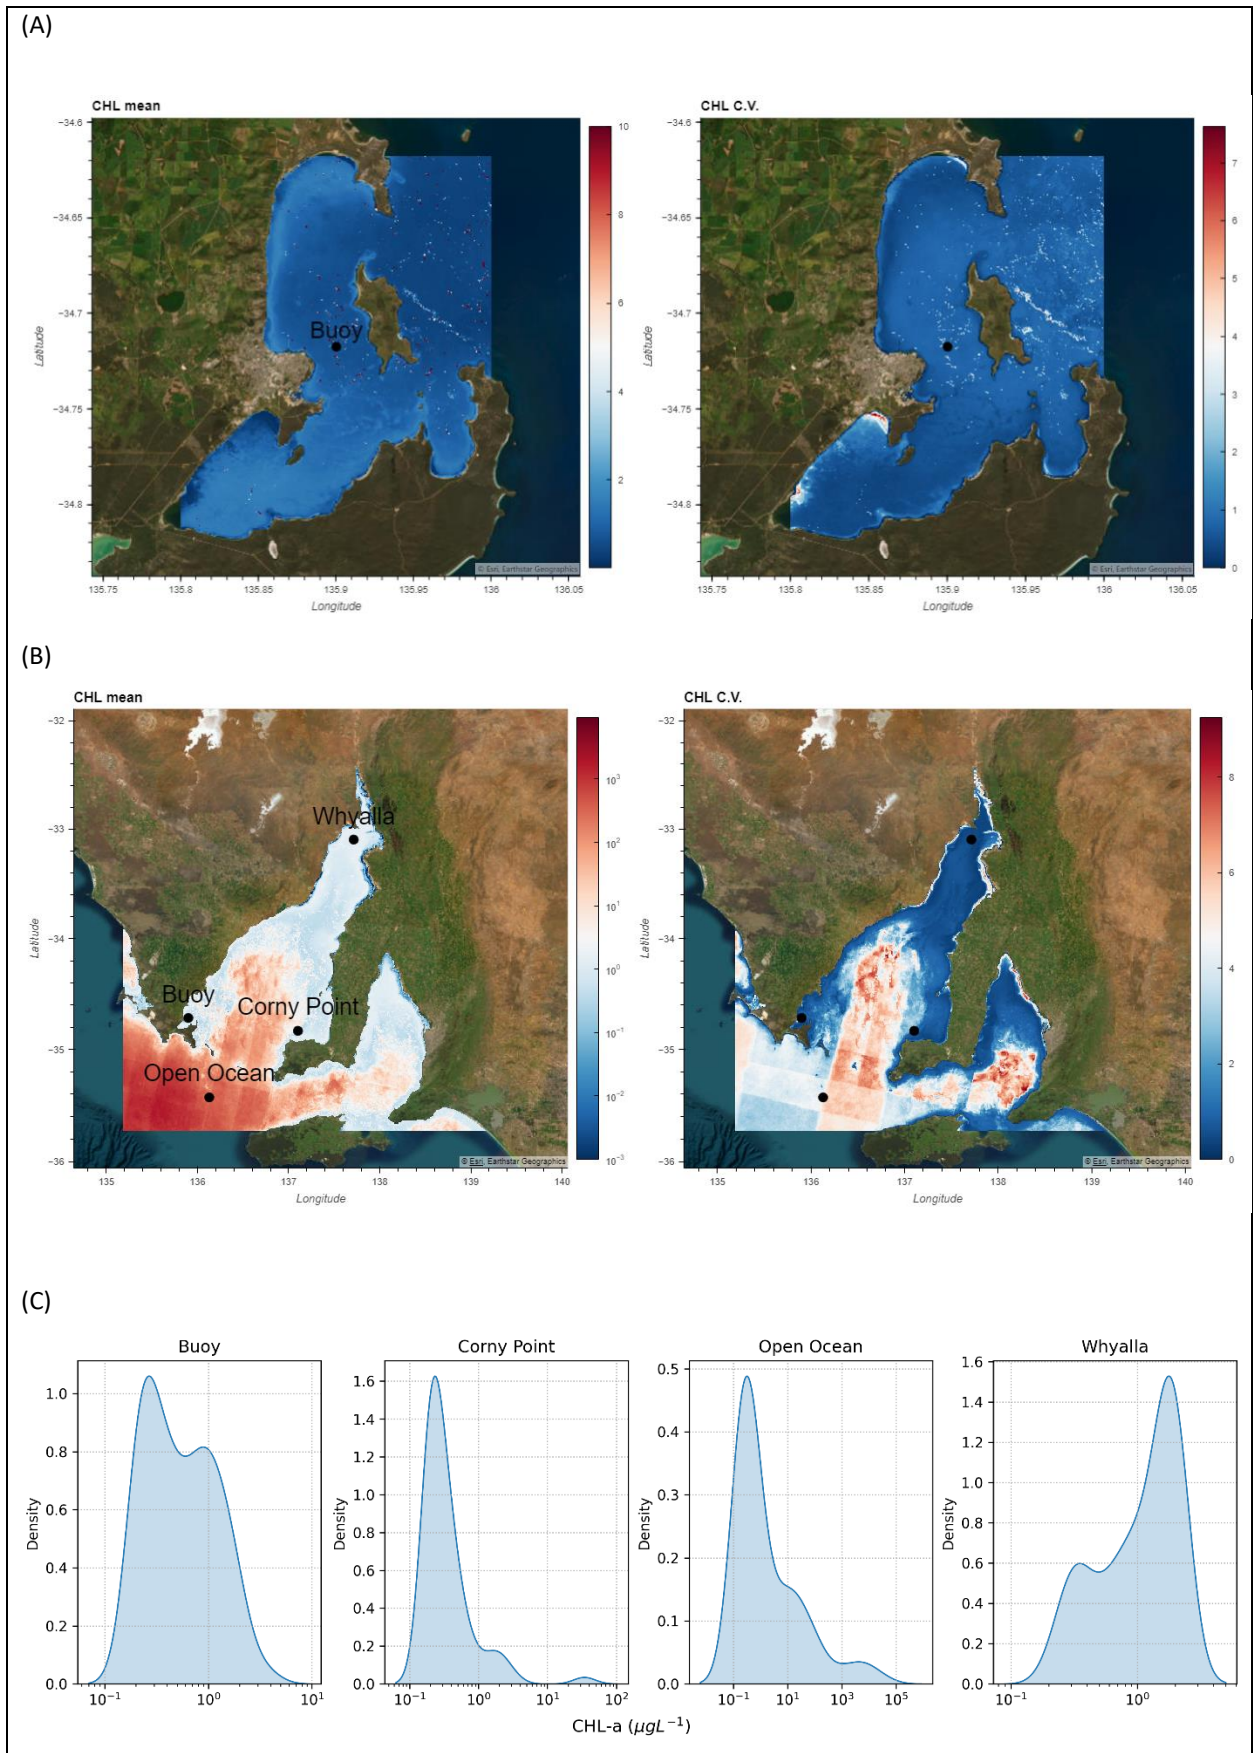 (A)
CHL mean
CHL C.V.
−34.6
−34.65
−34.7
−34.75
−34.8
Latitude
Buoy
10
8
6
4
2
© Esri, Earthstar Geographics
135.75 135.8 135.85 135.9 135.95 136 136.05
Longitude
−34.6
−34.65
−34.7
−34.75
−34.8
Latitude
7
6
5
4
3
2
1
0
© Esri, Earthstar Geographics
135.75 135.8 135.85 135.9 135.95 136 136.05
Longitude
(B)
CHL mean
CHL C.V.
−32
−33
−34
−35
−36
Latitude
Whyalla
Buoy
Corny Point
Open Ocean
10³
10²
10¹
10⁰
10⁻¹
10⁻²
10⁻³
© Esri, Earthstar Geographics
135 136 137 138 139 140
Longitude
−32
−33
−34
−35
−36
Latitude
8
6
4
2
0
© Esri, Earthstar Geographics
135 136 137 138 139 140
Longitude
(C)
Buoy
1.0
0.8
0.6
0.4
0.2
0.0
Density
10⁻¹ 10⁰ 10¹
Corny Point
1.6
1.4
1.2
1.0
0.8
0.6
0.4
0.2
0.0
Density
10⁻¹ 10⁰ 10¹ 10²
Open Ocean
0.5
0.4
0.3
0.2
0.1
0.0
Density
10⁻¹ 10¹ 10³ 10⁵
Whyalla
1.6
1.4
1.2
1.0
0.8
0.6
0.4
0.2
0.0
Density
10⁻¹ 10⁰
CHL-a (μgL⁻¹)